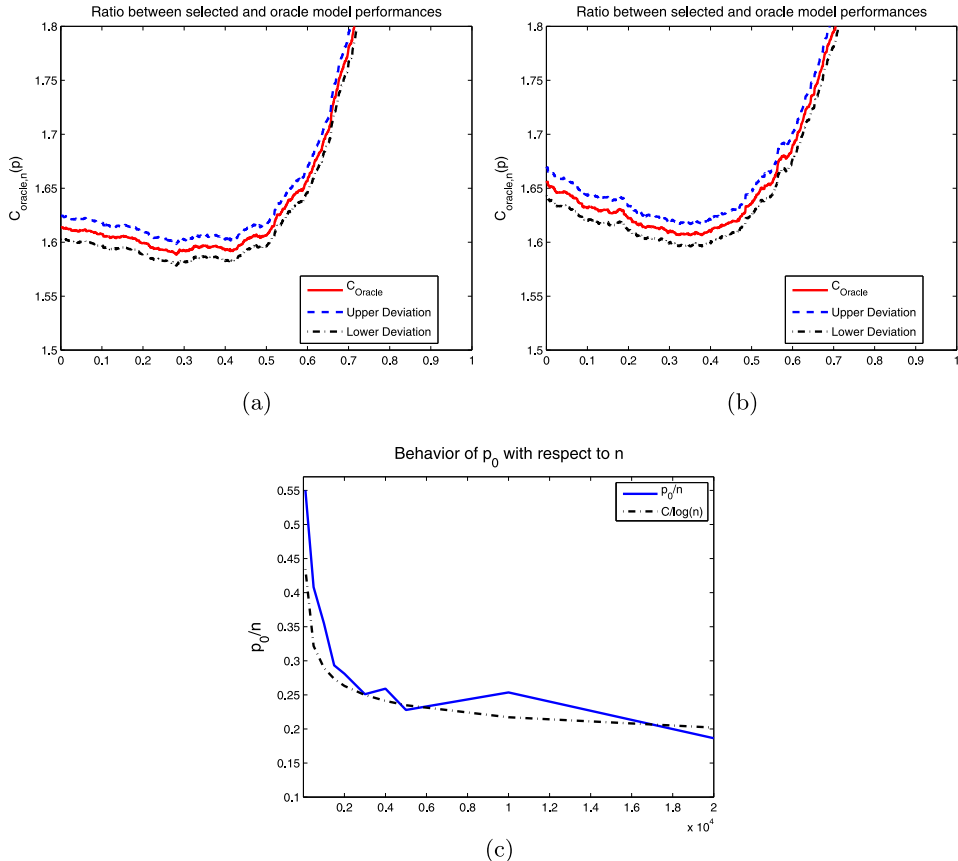 Ratio between selected and oracle model performances
1.8
1.75
1.7
1.65
1.6
1.55
1.5
C_oracle,n(p)
C_Oracle
Upper Deviation
Lower Deviation
0 0.1 0.2 0.3 0.4 0.5 0.6 0.7 0.8 0.9 1
(a)
Ratio between selected and oracle model performances
1.8
1.75
1.7
1.65
1.6
1.55
1.5
C_oracle,n(p)
C_Oracle
Upper Deviation
Lower Deviation
0 0.1 0.2 0.3 0.4 0.5 0.6 0.7 0.8 0.9 1
(b)
Behavior of p_0 with respect to n
0.55
0.5
0.45
0.4
0.35
0.3
0.25
0.2
0.15
0.1
p_0/n
p_0/n
C/log(n)
0.2 0.4 0.6 0.8 1 1.2 1.4 1.6 1.8 2
x 10^4
(c)